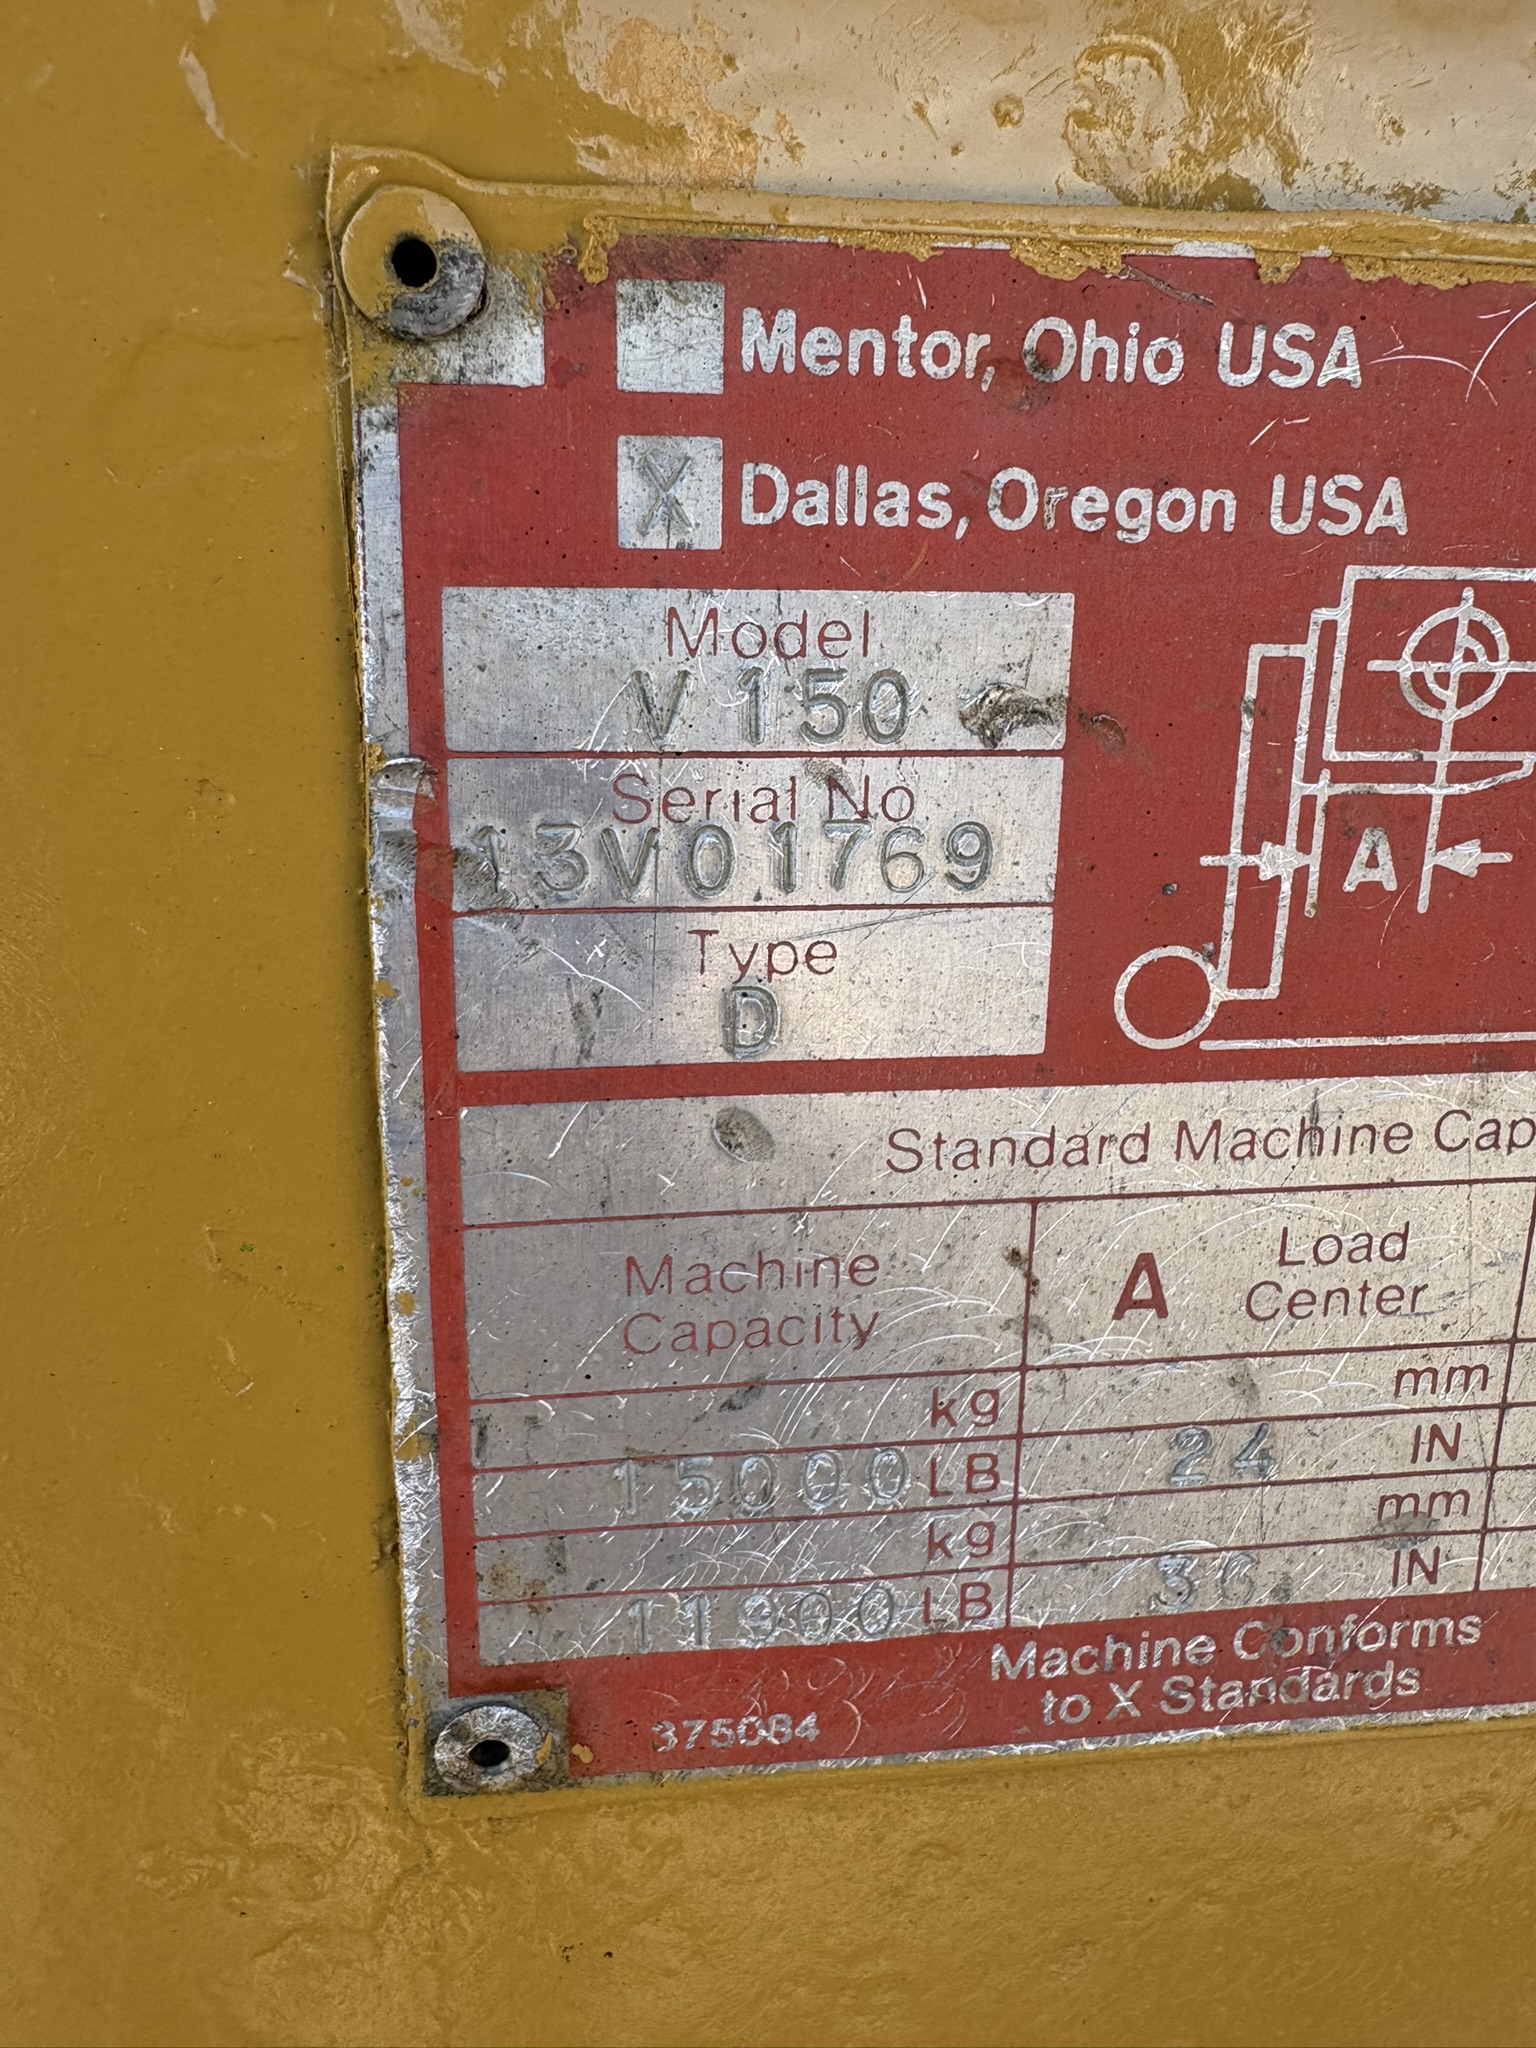 Mentor, Ohio USA
X Dallas, Oregon USA
Model
V 150
Serial No
13V01769
Type
D
A
Standard Machine Cap
Machine
Capacity
A Load
Center
kg mm
15000 LB 24 IN
kg mm
11900 LB 36 IN
Machine Conforms
to X Standards
375084